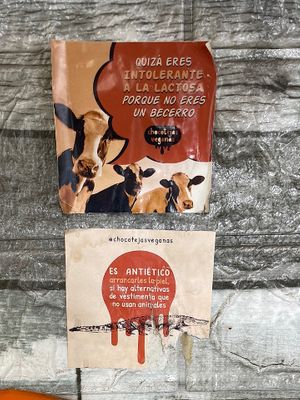 QUIZÁ ERES
INTOLERANTE
A LA LACTOSA
PORQUE NO ERES
UN BECERRO
chocotejas
veganas
@chocotejasveganas
ES ANTIÉTICO
arrancarles la piel,
si hay alternativas
de vestimenta que
no usan animales